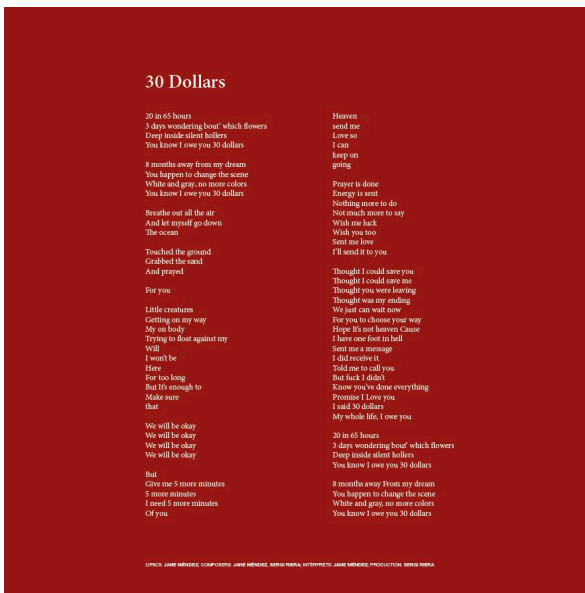 30 Dollars
20 in 65 hours
3 days wondering bout' which flowers
Deep inside silent hollers
You know I owe you 30 dollars
8 months away from my dream
You happen to change the scene
White and gray, no more colors
You know I owe you 30 dollars
Breathe out all the air
And let myself go down
The ocean
Touched the ground
Grabbed the sand
And prayed
For you
Little creatures
Getting on my way
My on body
Trying to float against my
Will
I won't be
Here
For too long
But It's enough to
Make sure
that
We will be okay
We will be okay
We will be okay
We will be okay
But
Give me 5 more minutes
5 more minutes
I need 5 more minutes
Of you
Heaven
send me
Love so
I can
keep on
going
Prayer is done
Energy is sent
Nothing more to do
Not much more to say
Wish me luck
Wish you too
Sent me love
I'll send it to you
Thought I could save you
Thought I could save me
Thought you were leaving
Thought was my ending
We just can wait now
For you to choose your way
Hope It's not heaven Cause
I have one foot in hell
Sent me a message
I did receive it
Told me to call you
But fuck I didn't
Know you've done everything
Promise I Love you
I said 30 dollars
My whole life, I owe you
20 in 65 hours
3 days wondering bout' which flowers
Deep inside silent hollers
You know I owe you 30 dollars
8 months away From my dream
You happen to change the scene
White and gray, no more colors
You know I owe you 30 dollars
LYRICS: JANE MÉNDEZ; COMPOSERS: JANE MÉNDEZ, SERGI RIERA; INTÈRPRETS: JANE MÉNDEZ; PRODUCTION: SERGI RIERA